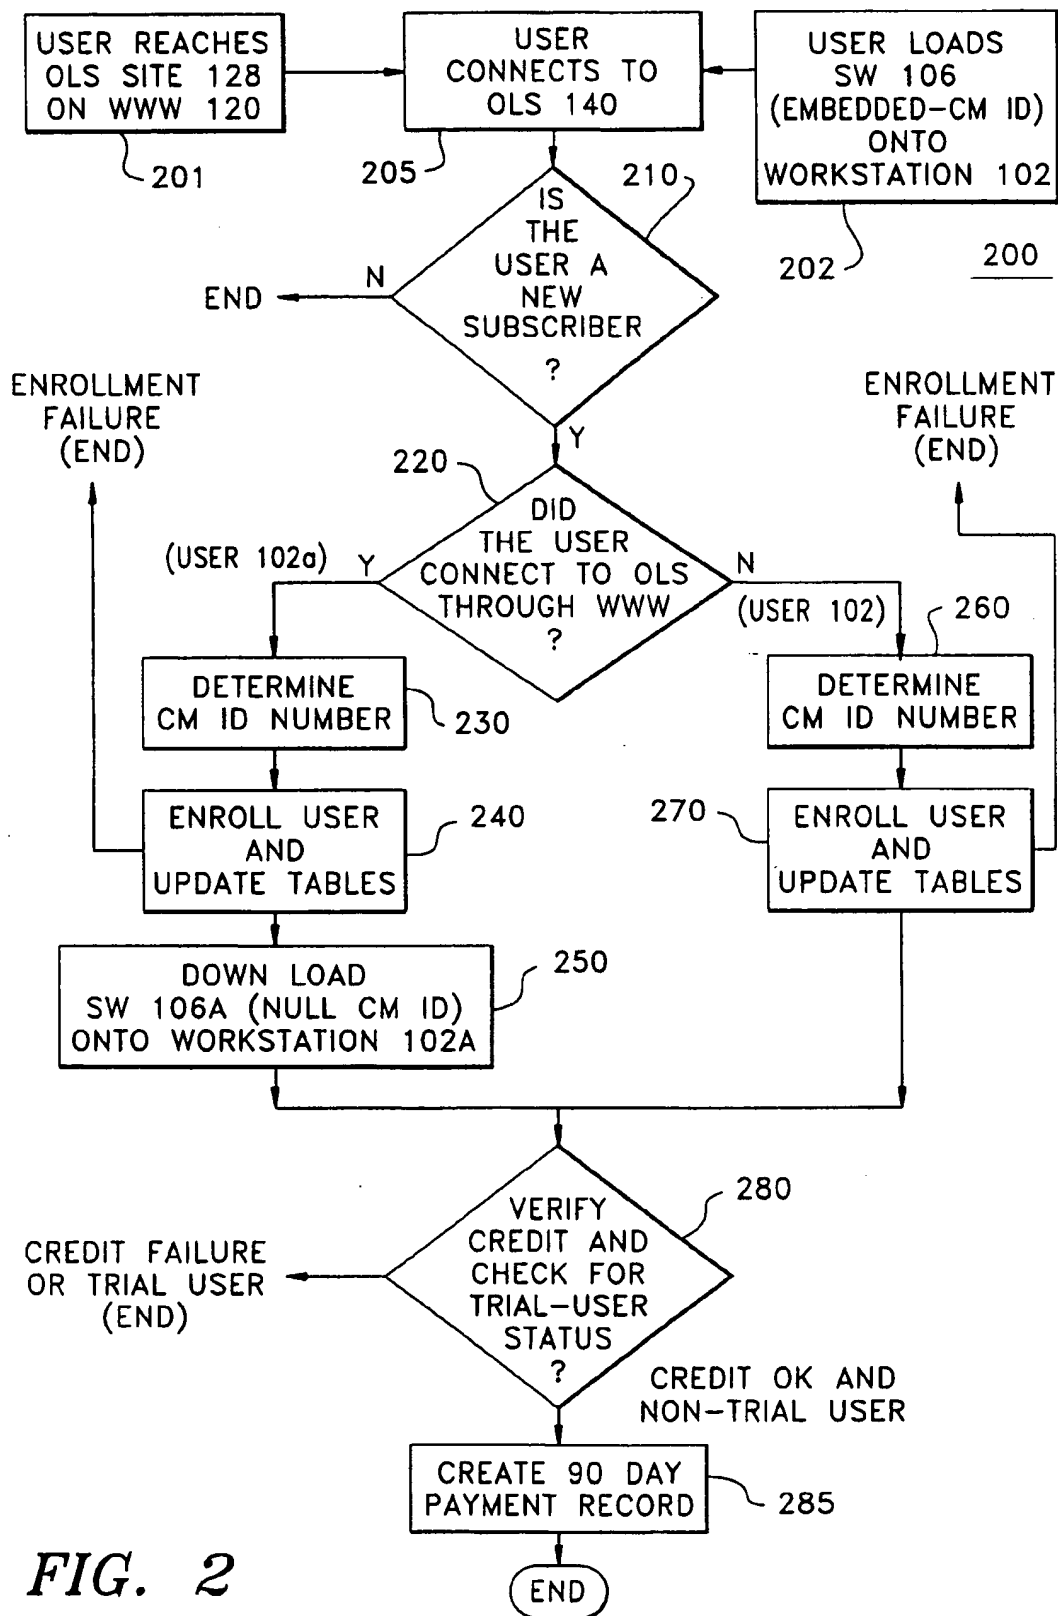 USER REACHES
OLS SITE 128
ON WWW 120
201
USER
CONNECTS TO
OLS 140
205
USER LOADS
SW 106
(EMBEDDED-CM ID)
ONTO
WORKSTATION 102
202
200
210
IS
THE
USER A
NEW
SUBSCRIBER
?
N
END
Y
ENROLLMENT
FAILURE
(END)
ENROLLMENT
FAILURE
(END)
220
DID
THE USER
CONNECT TO OLS
THROUGH WWW
?
(USER 102a)
Y
N
(USER 102)
DETERMINE
CM ID NUMBER
230
260
DETERMINE
CM ID NUMBER
ENROLL USER
AND
UPDATE TABLES
240
270
ENROLL USER
AND
UPDATE TABLES
DOWN LOAD
SW 106A (NULL CM ID)
ONTO WORKSTATION 102A
250
280
VERIFY
CREDIT AND
CHECK FOR
TRIAL-USER
STATUS
?
CREDIT FAILURE
OR TRIAL USER
(END)
CREDIT OK AND
NON-TRIAL USER
CREATE 90 DAY
PAYMENT RECORD
285
END
FIG. 2